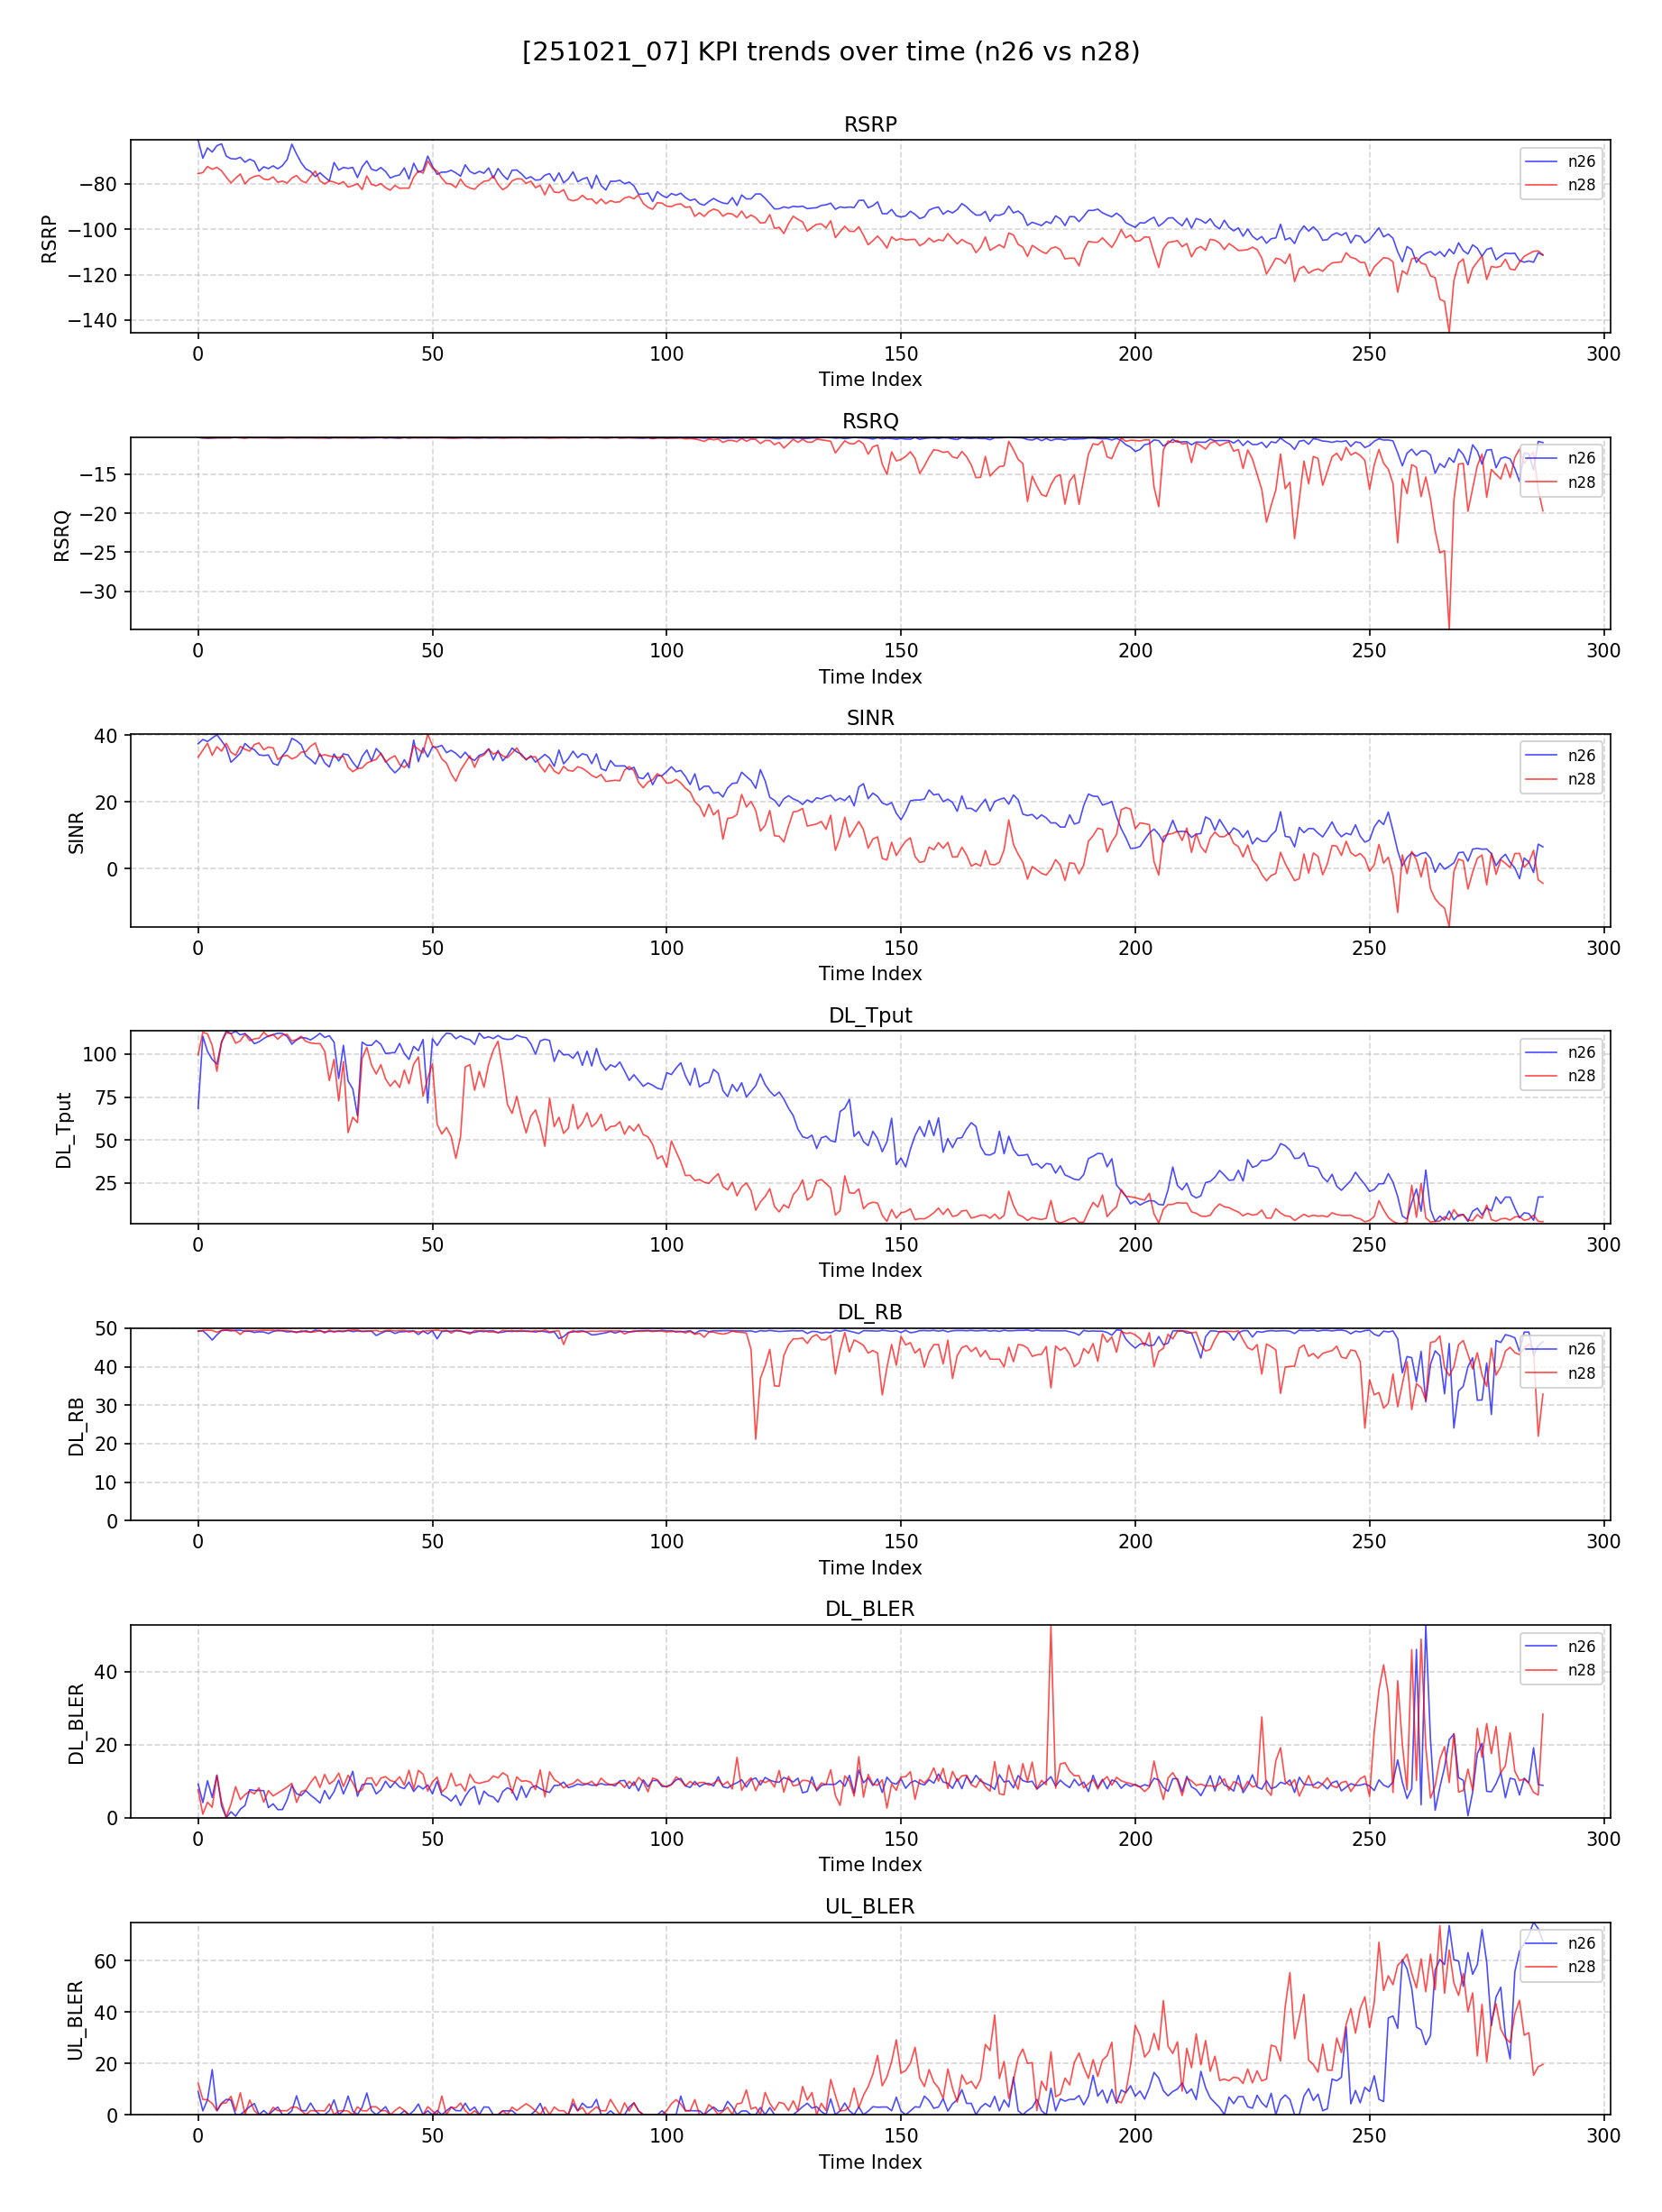 [251021_07] KPI trends over time (n26 vs n28)
RSRP
RSRP
−80
−100
−120
−140
n26
n28
0 50 100 150 200 250 300
Time Index
RSRQ
RSRQ
−15
−20
−25
−30
n26
n28
0 50 100 150 200 250 300
Time Index
SINR
SINR
40
20
0
n26
n28
0 50 100 150 200 250 300
Time Index
DL_Tput
DL_Tput
100
75
50
25
n26
n28
0 50 100 150 200 250 300
Time Index
DL_RB
DL_RB
50
40
30
20
10
0
n26
n28
0 50 100 150 200 250 300
Time Index
DL_BLER
DL_BLER
40
20
0
n26
n28
0 50 100 150 200 250 300
Time Index
UL_BLER
UL_BLER
60
40
20
0
n26
n28
0 50 100 150 200 250 300
Time Index